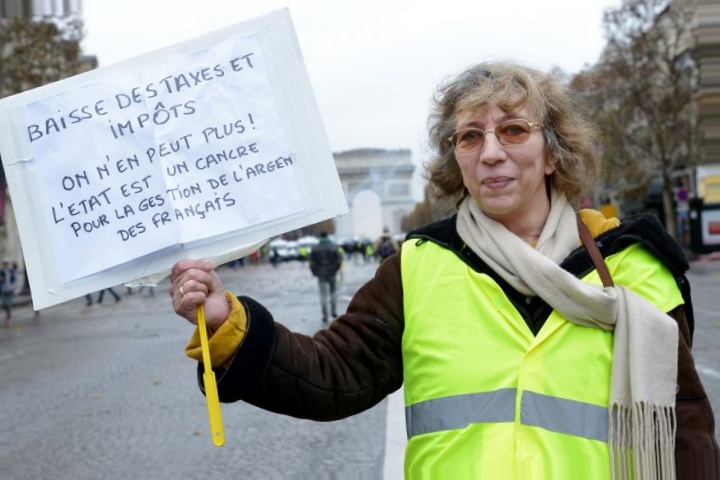 BAISSE DES TAXES ET
IMPÔTS
ON N'EN PEUT PLUS!
L'ETAT EST UN CANCRE
POUR LA GESTION DE L'ARGENT
DES FRANÇAIS